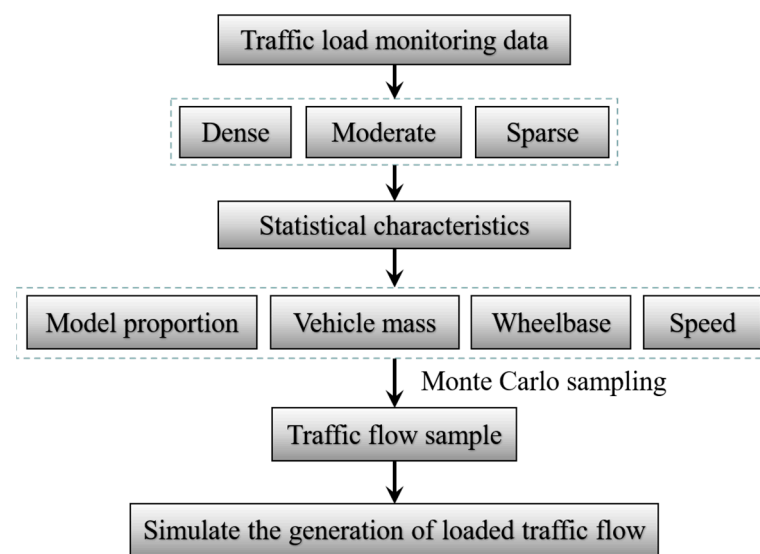 Traffic load monitoring data
Dense Moderate Sparse
Statistical characteristics
Model proportion Vehicle mass Wheelbase Speed
Monte Carlo sampling
Traffic flow sample
Simulate the generation of loaded traffic flow